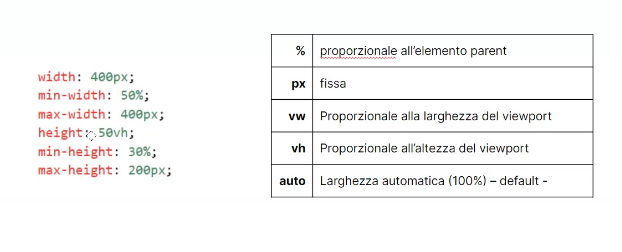 width: 400px;
min-width: 50%;
max-width: 400px;
height: 50vh;
min-height: 30%;
max-height: 200px;
% proporzionale all'elemento parent
px fissa
vw Proporzionale alla larghezza del viewport
vh Proporzionale all'altezza del viewport
auto Larghezza automatica (100%) – default -